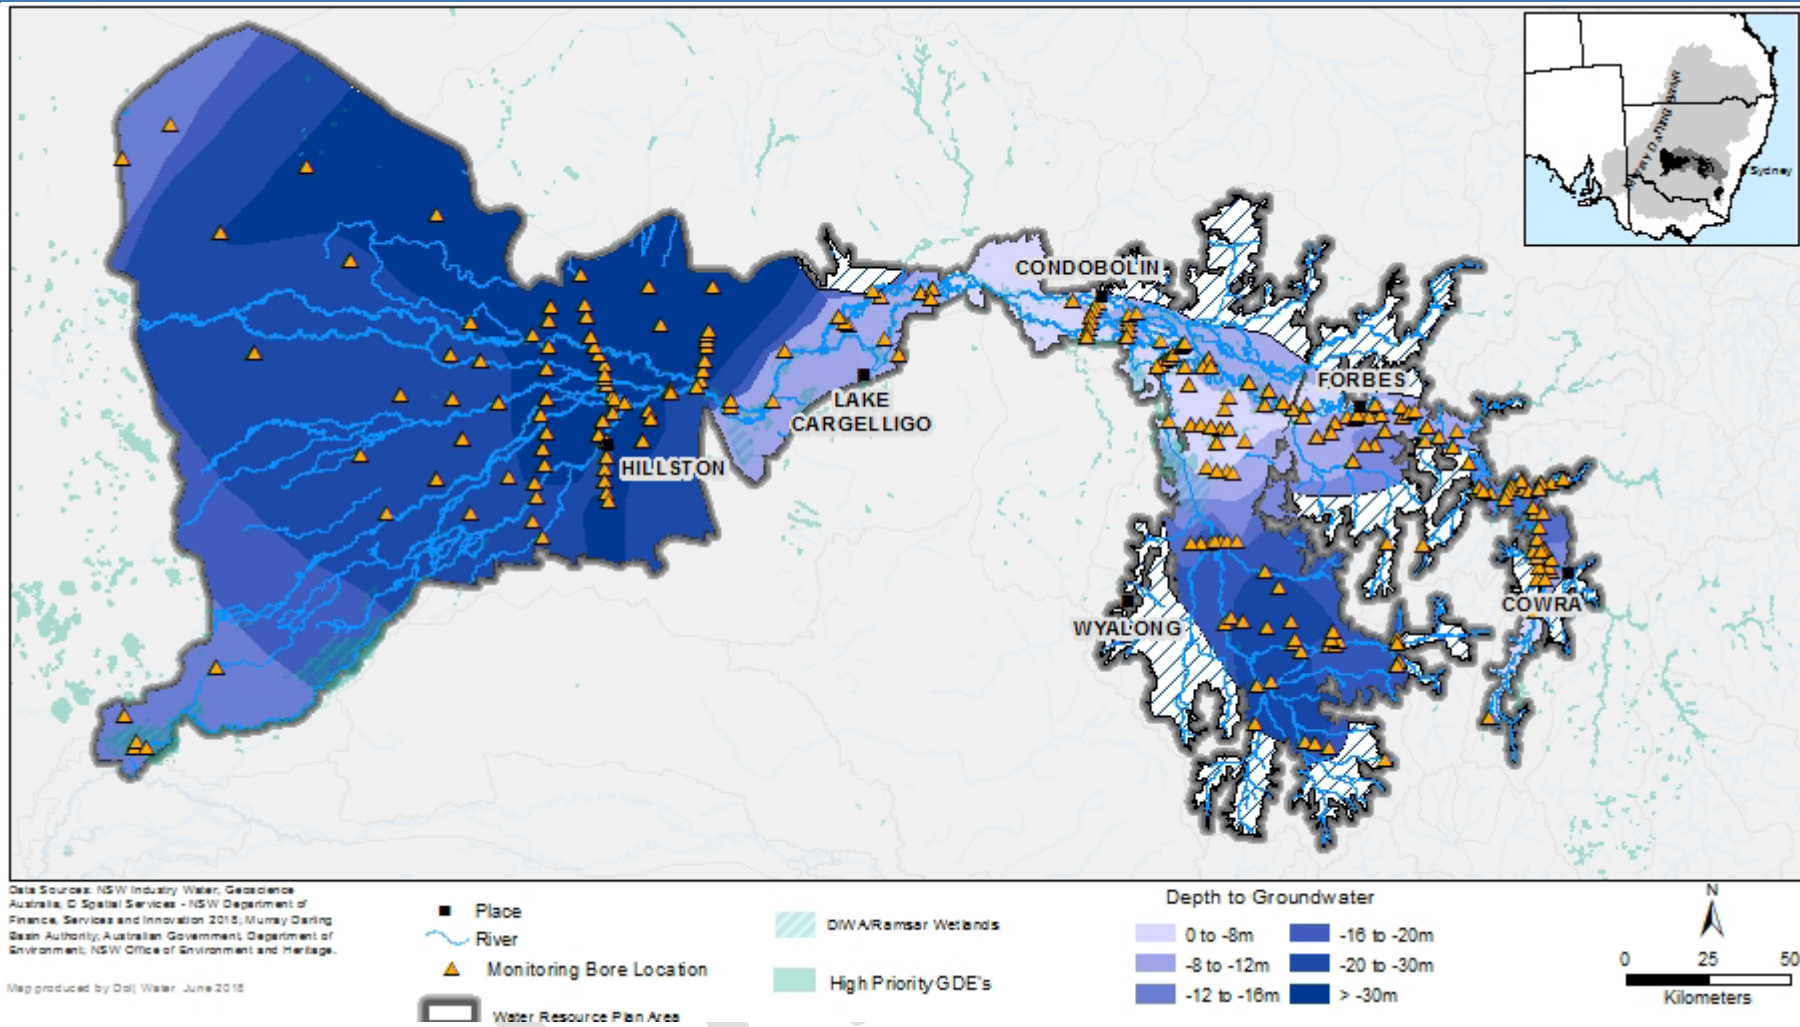 Sydney
CONDOBOLIN
FORBES
LAKE
CARGELLIGO
HILLSTON
COWRA
WYALONG
Data Sources: NSW Industry Water; Geoscience
Australia; © Spatial Services - NSW Department of
Finance, Services and Innovation 2018; Murray Darling
Basin Authority; Australian Government, Department of
Environment; NSW Office of Environment and Heritage.
Map produced by DoI, Water June 2018
Place
River
Monitoring Bore Location
Water Resource Plan Area
DIWA/Ramsar Wetlands
High Priority GDE's
Depth to Groundwater
0 to -8m
-8 to -12m
-12 to -16m
-16 to -20m
-20 to -30m
> -30m
N
0 25 50
Kilometers